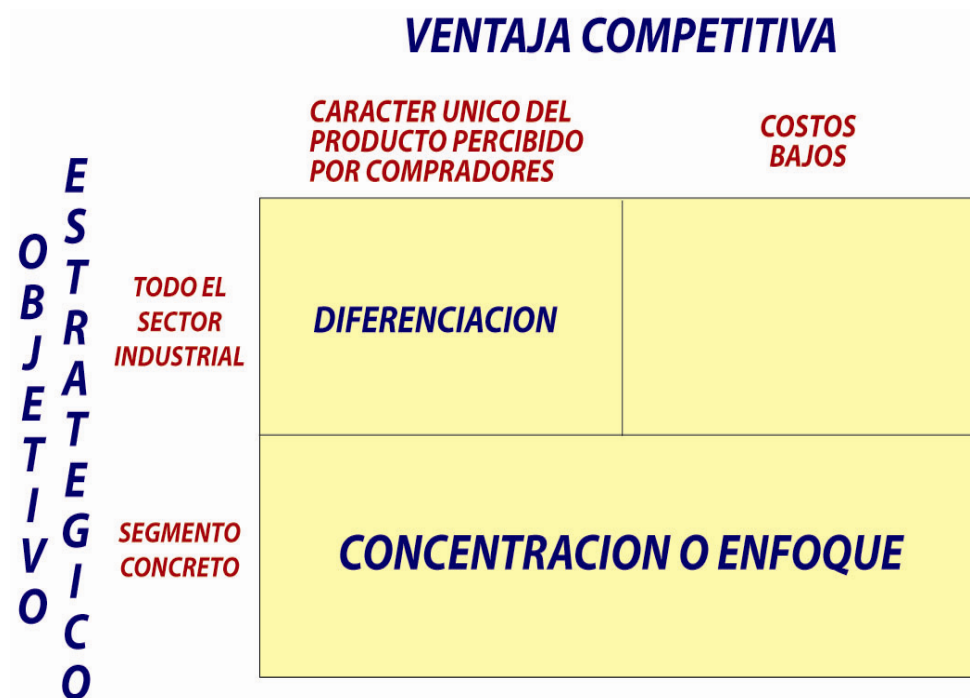 VENTAJA COMPETITIVA
CARACTER UNICO DEL
PRODUCTO PERCIBIDO
POR COMPRADORES
COSTOS
BAJOS
OBJETIVO
ESTRATEGICO
TODO EL
SECTOR
INDUSTRIAL
DIFERENCIACION
SEGMENTO
CONCRETO
CONCENTRACION O ENFOQUE